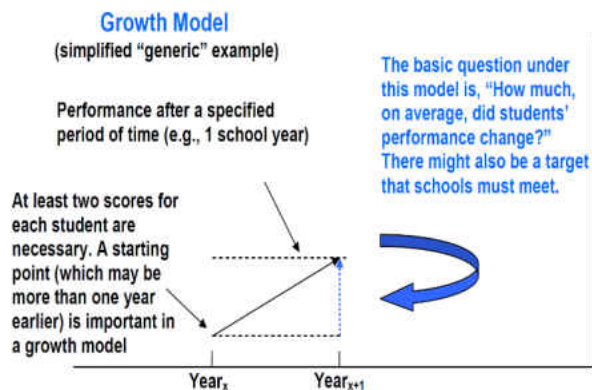 Growth Model
(simplified “generic” example)
Performance after a specified
period of time (e.g., 1 school year)
The basic question under
this model is, “How much,
on average, did students’
performance change?”
There might also be a target
that schools must meet.
At least two scores for
each student are
necessary. A starting
point (which may be
more than one year
earlier) is important in
a growth model
Yearx
Yearx+1